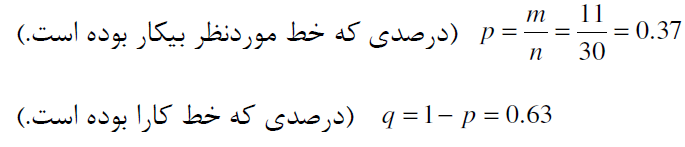 p = m/n = 11/30 = 0.37 (درصدی که خط موردنظر بیکار بوده است.)
q = 1 − p = 0.63 (درصدی که خط کارا بوده است.)